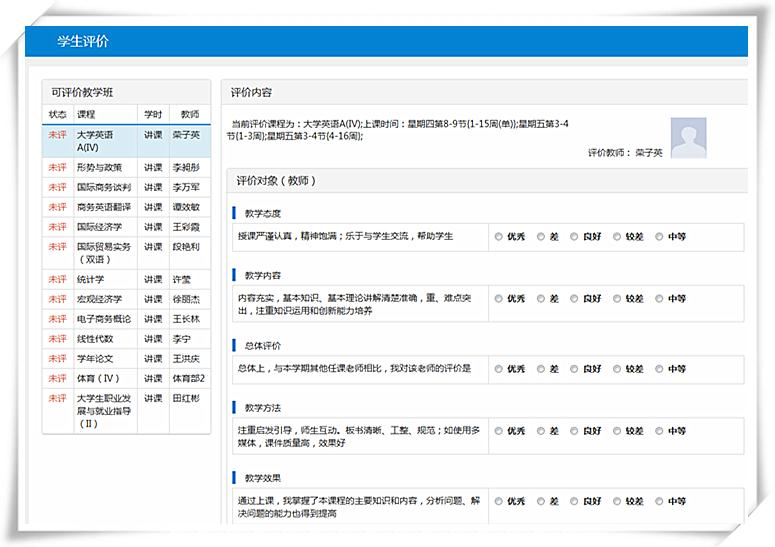 学生评价
可评价教学班
状态 课程 学时 教师
未评 大学英语 讲课 荣子英
A(IV)
未评 形势与政策 讲课 李昶彤
未评 国际商务谈判 讲课 李万军
未评 商务英语翻译 讲课 谭效敏
未评 国际经济学 讲课 王彩霞
未评 国际贸易实务 讲课 段艳利
（双语）
未评 统计学 讲课 许莹
未评 宏观经济学 讲课 徐丽杰
未评 电子商务概论 讲课 王长林
未评 线性代数 讲课 李宁
未评 学年论文 讲课 王洪庆
未评 体育（IV） 讲课 体育部2
未评 大学生职业发 讲课 田红彬
展与就业指导
（II）
评价内容
当前评价课程为：大学英语A(IV);上课时间：星期四第8-9节(1-15周(单));星期五第3-4
节(1-3周);星期五第3-4节(4-16周);
评价教师： 荣子英
评价对象（教师）
教学态度
授课严谨认真，精神饱满；乐于与学生交流，帮助学生 优秀 差 良好 较差 中等
教学内容
内容充实，基本知识、基本理论讲解清楚准确，重、难点突 优秀 差 良好 较差 中等
出，注重知识运用和创新能力培养
总体评价
总体上，与本学期其他任课老师相比，我对该老师的评价是 优秀 差 良好 较差 中等
教学方法
注重启发引导，师生互动。板书清晰、工整、规范；如使用多 优秀 差 良好 较差 中等
媒体，课件质量高，效果好
教学效果
通过上课，我掌握了本课程的主要知识和内容，分析问题、解 优秀 差 良好 较差 中等
决问题的能力也得到提高